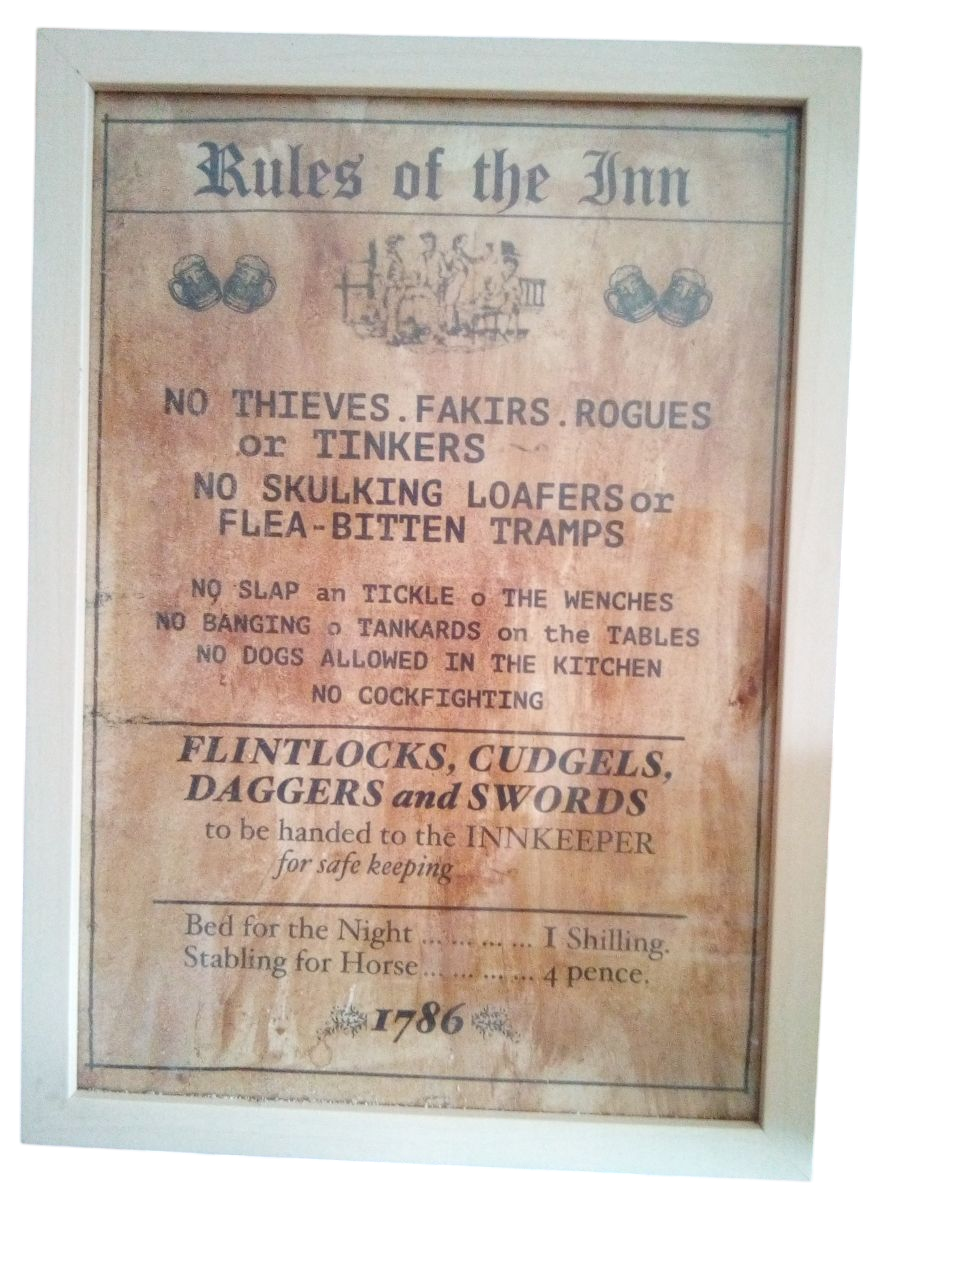 Rules of the Inn
NO THIEVES.FAKIRS.ROGUES
or TINKERS
NO SKULKING LOAFERS or
FLEA-BITTEN TRAMPS
NO SLAP an TICKLE o THE WENCHES
NO BANGING o TANKARDS on the TABLES
NO DOGS ALLOWED IN THE KITCHEN
NO COCKFIGHTING
FLINTLOCKS, CUDGELS,
DAGGERS and SWORDS
to be handed to the INNKEEPER
for safe keeping
Bed for the Night ... ... ... ... I Shilling.
Stabling for Horse ... ... ... ... 4 pence.
1786